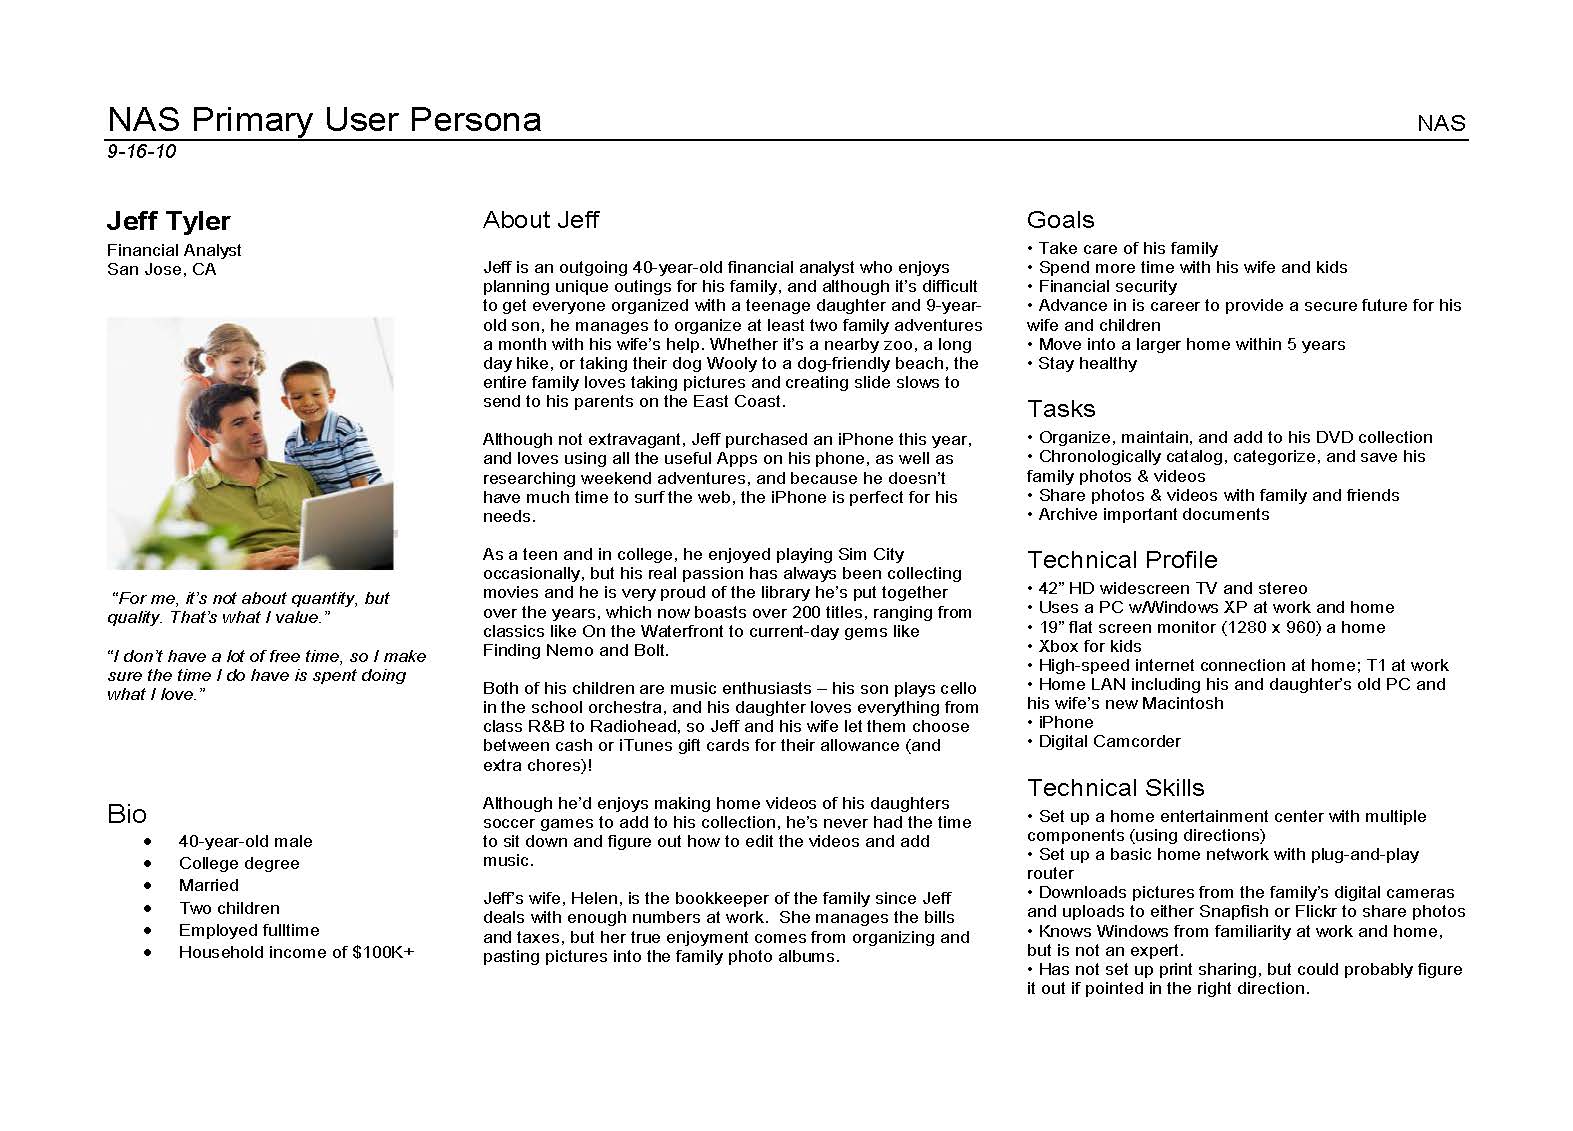 NAS Primary User Persona
NAS
9-16-10
Jeff Tyler
Financial Analyst
San Jose, CA
“For me, it’s not about quantity, but
quality. That’s what I value.”
“I don’t have a lot of free time, so I make
sure the time I do have is spent doing
what I love.”
Bio
• 40-year-old male
• College degree
• Married
• Two children
• Employed fulltime
• Household income of $100K+
About Jeff
Jeff is an outgoing 40-year-old financial analyst who enjoys
planning unique outings for his family, and although it’s difficult
to get everyone organized with a teenage daughter and 9-year-
old son, he manages to organize at least two family adventures
a month with his wife’s help. Whether it’s a nearby zoo, a long
day hike, or taking their dog Wooly to a dog-friendly beach, the
entire family loves taking pictures and creating slide slows to
send to his parents on the East Coast.
Although not extravagant, Jeff purchased an iPhone this year,
and loves using all the useful Apps on his phone, as well as
researching weekend adventures, and because he doesn’t
have much time to surf the web, the iPhone is perfect for his
needs.
As a teen and in college, he enjoyed playing Sim City
occasionally, but his real passion has always been collecting
movies and he is very proud of the library he’s put together
over the years, which now boasts over 200 titles, ranging from
classics like On the Waterfront to current-day gems like
Finding Nemo and Bolt.
Both of his children are music enthusiasts – his son plays cello
in the school orchestra, and his daughter loves everything from
class R&B to Radiohead, so Jeff and his wife let them choose
between cash or iTunes gift cards for their allowance (and
extra chores)!
Although he’d enjoys making home videos of his daughters
soccer games to add to his collection, he’s never had the time
to sit down and figure out how to edit the videos and add
music.
Jeff’s wife, Helen, is the bookkeeper of the family since Jeff
deals with enough numbers at work.  She manages the bills
and taxes, but her true enjoyment comes from organizing and
pasting pictures into the family photo albums.
Goals
• Take care of his family
• Spend more time with his wife and kids
• Financial security
• Advance in is career to provide a secure future for his
wife and children
• Move into a larger home within 5 years
• Stay healthy
Tasks
• Organize, maintain, and add to his DVD collection
• Chronologically catalog, categorize, and save his
family photos & videos
• Share photos & videos with family and friends
• Archive important documents
Technical Profile
• 42” HD widescreen TV and stereo
• Uses a PC w/Windows XP at work and home
• 19” flat screen monitor (1280 x 960) a home
• Xbox for kids
• High-speed internet connection at home; T1 at work
• Home LAN including his and daughter’s old PC and
his wife’s new Macintosh
• iPhone
• Digital Camcorder
Technical Skills
• Set up a home entertainment center with multiple
components (using directions)
• Set up a basic home network with plug-and-play
router
• Downloads pictures from the family’s digital cameras
and uploads to either Snapfish or Flickr to share photos
• Knows Windows from familiarity at work and home,
but is not an expert.
• Has not set up print sharing, but could probably figure
it out if pointed in the right direction.